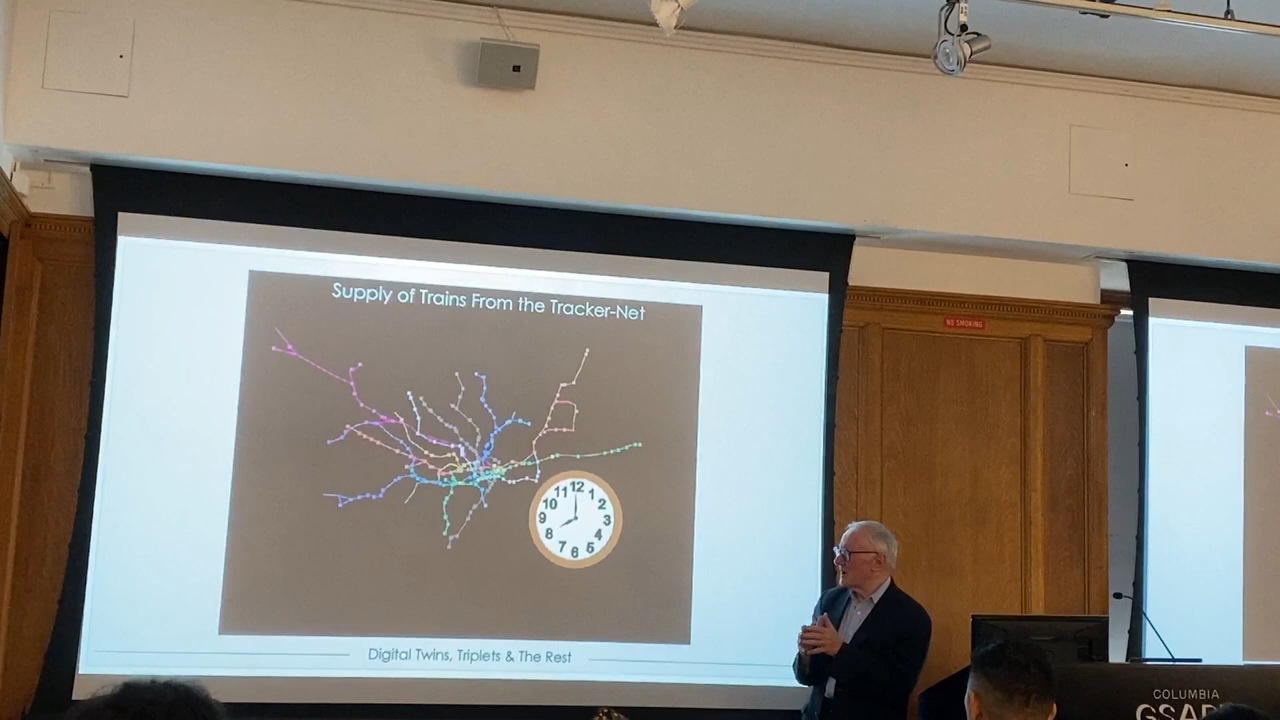 Supply of Trains From the Tracker-Net
11 12 1
10 2
9 3
8 4
7 6 5
Digital Twins, Triplets & The Rest
NO SMOKING
COLUMBIA